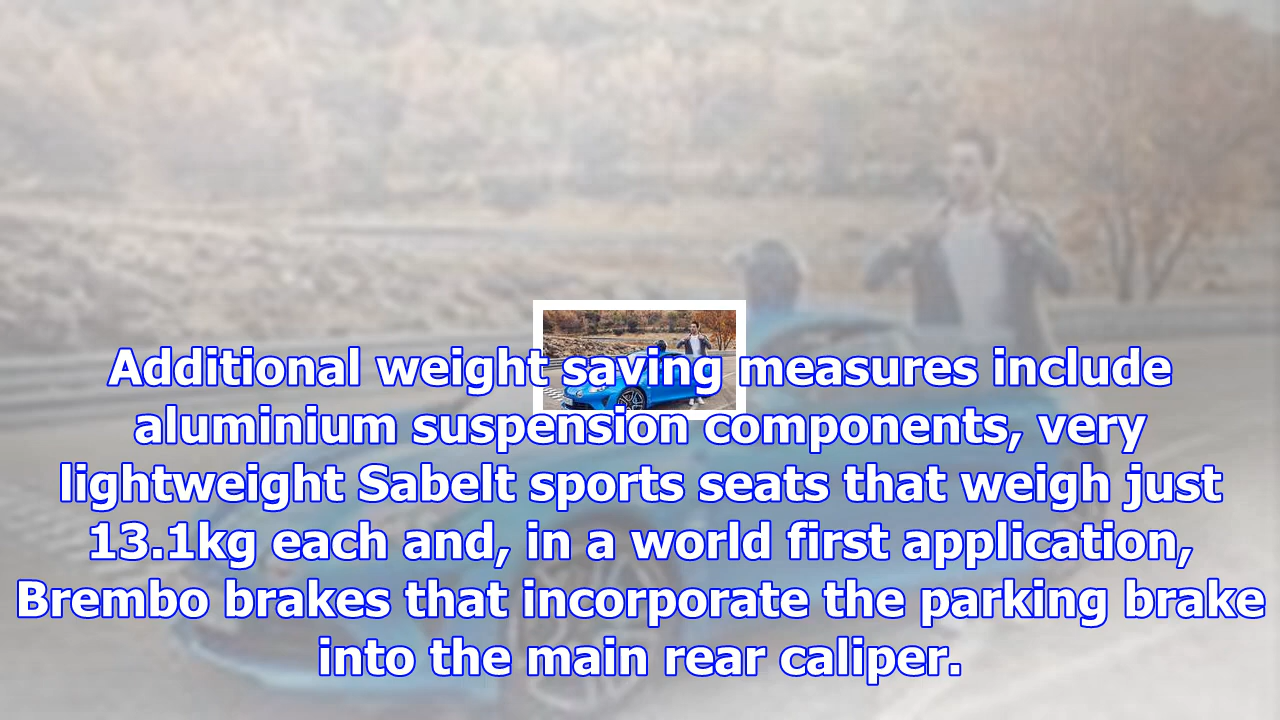 Additional weight saving measures include
aluminium suspension components, very
lightweight Sabelt sports seats that weigh just
13.1kg each and, in a world first application,
Brembo brakes that incorporate the parking brake
into the main rear caliper.